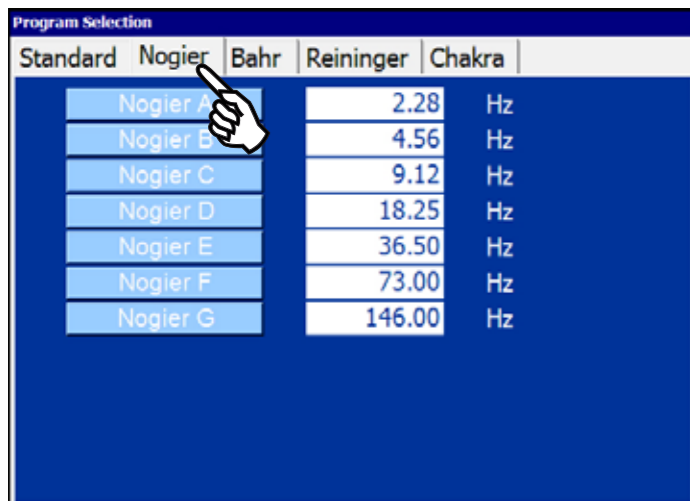 Program Selection
Standard Nogier Bahr Reininger Chakra
Nogier A 2.28 Hz
Nogier B 4.56 Hz
Nogier C 9.12 Hz
Nogier D 18.25 Hz
Nogier E 36.50 Hz
Nogier F 73.00 Hz
Nogier G 146.00 Hz